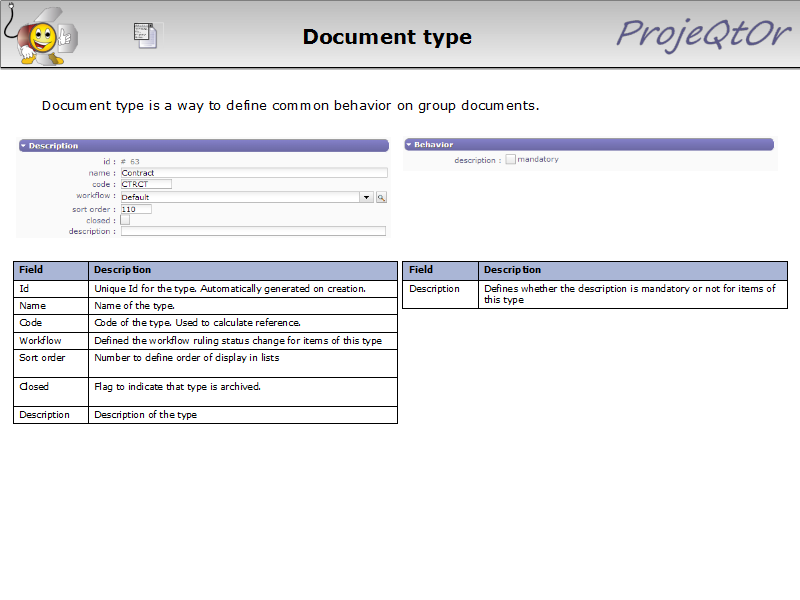 Document type
ProjeQtOr
Document type is a way to define common behavior on group documents.
Description
id : # 63
name : Contract
code : CTRCT
workflow : Default
sort order : 110
closed :
description :
Behavior
description : mandatory
Field Description
Id Unique Id for the type. Automatically generated on creation.
Name Name of the type.
Code Code of the type. Used to calculate reference.
Workflow Defined the workflow ruling status change for items of this type
Sort order Number to define order of display in lists
Closed Flag to indicate that type is archived.
Description Description of the type
Field Description
Description Defines whether the description is mandatory or not for items of
this type